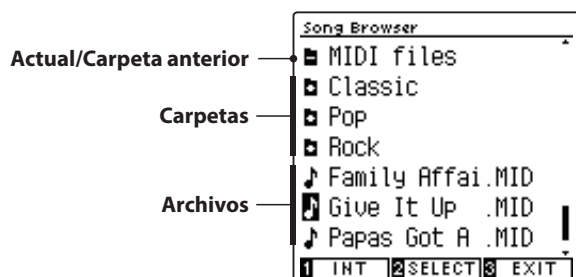 Song Browser
Actual/Carpeta anterior
MIDI files
Carpetas
Classic
Pop
Rock
Archivos
Family Affai.MID
Give It Up .MID
Papas Got A .MID
1 INT 2 SELECT 3 EXIT